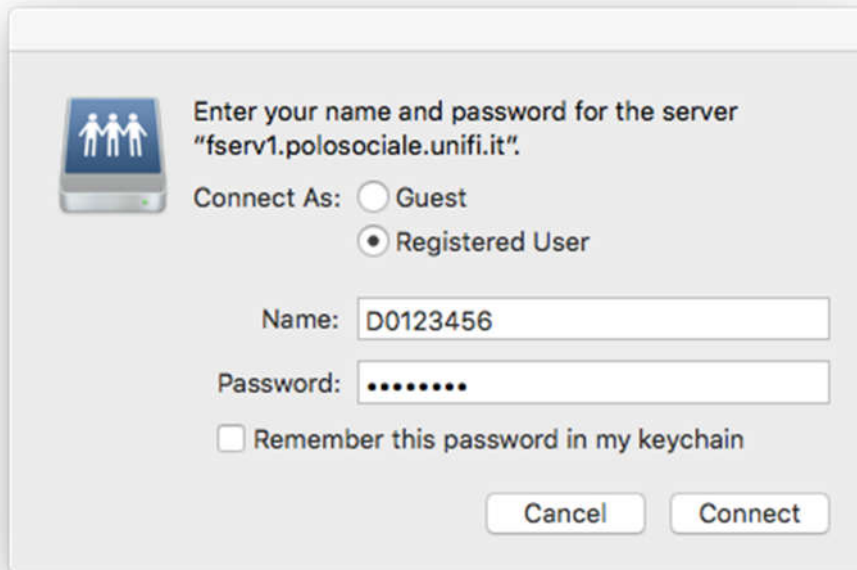 Enter your name and password for the server
“fserv1.polosociale.unifi.it”.
Connect As: Guest
Registered User
Name: D0123456
Password: ••••••••
Remember this password in my keychain
Cancel Connect